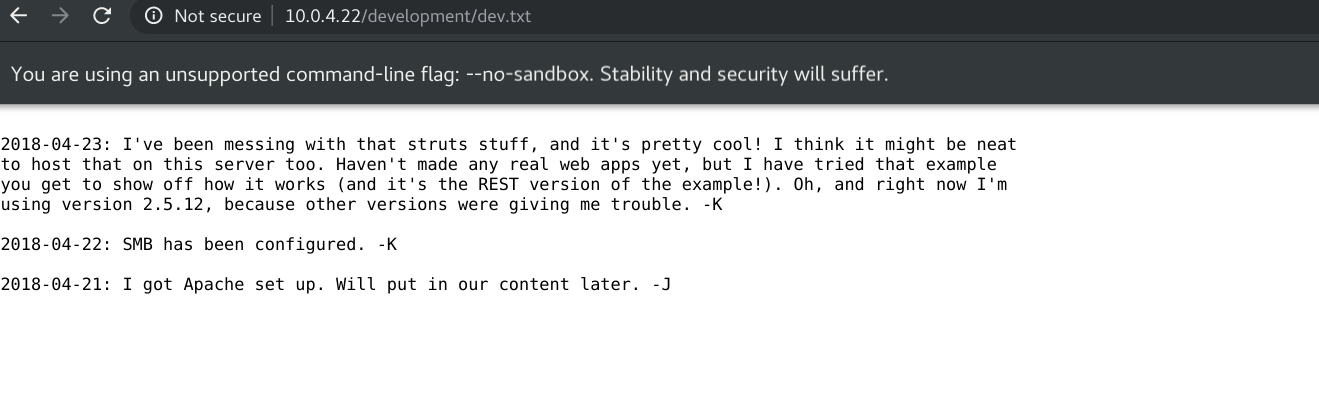 Not secure | 10.0.4.22/development/dev.txt
You are using an unsupported command-line flag: --no-sandbox. Stability and security will suffer.
2018-04-23: I've been messing with that struts stuff, and it's pretty cool! I think it might be neat
to host that on this server too. Haven't made any real web apps yet, but I have tried that example
you get to show off how it works (and it's the REST version of the example!). Oh, and right now I'm
using version 2.5.12, because other versions were giving me trouble. -K
2018-04-22: SMB has been configured. -K
2018-04-21: I got Apache set up. Will put in our content later. -J